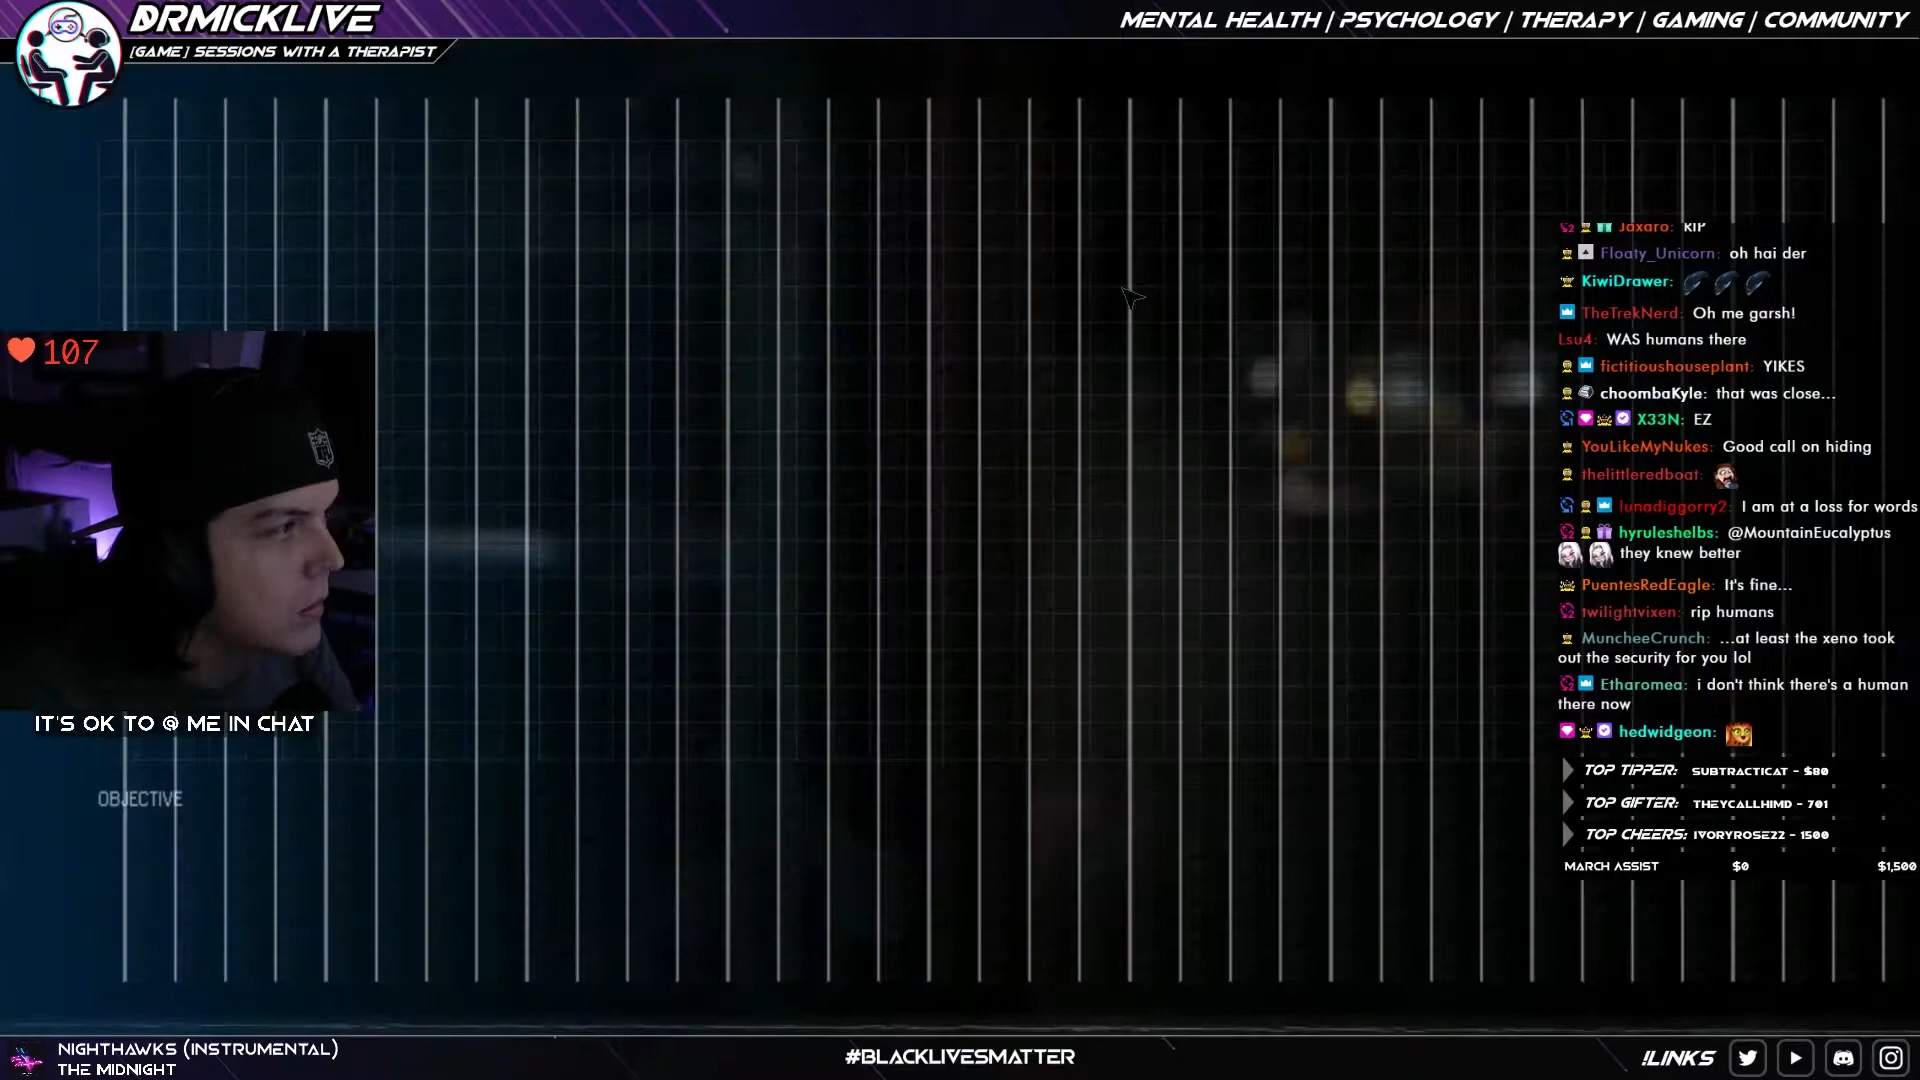 DRMICKLIVE
[GAME] SESSIONS WITH A THERAPIST
MENTAL HEALTH | PSYCHOLOGY | THERAPY | GAMING | COMMUNITY
Jaxaro: RIP
Floaty_Unicorn: oh hai der
KiwiDrawer:
TheTrekNerd: Oh me garsh!
Lsu4: WAS humans there
fictitioushouseplant: YIKES
choombaKyle: that was close...
X33N: EZ
YouLikeMyNukes: Good call on hiding
thelittleredboat:
lunadiggorry2: I am at a loss for words
hyruleshelbs: @MountainEucalyptus
they knew better
PuentesRedEagle: It's fine...
twilightvixen: rip humans
MuncheeCrunch: ...at least the xeno took
out the security for you lol
Etharomea: i don't think there's a human
there now
hedwidgeon:
TOP TIPPER: SUBTRACTICAT - $80
TOP GIFTER: THEYCALLHIMD - 701
TOP CHEERS: IVORYROSE22 - 1500
MARCH ASSIST $0 $1,500
107
IT'S OK TO @ ME IN CHAT
OBJECTIVE
NIGHTHAWKS (INSTRUMENTAL)
THE MIDNIGHT
#BLACKLIVESMATTER
!LINKS